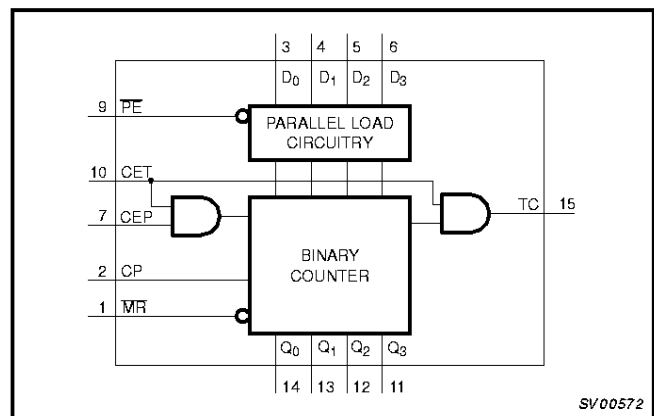 3 4 5 6
D0 D1 D2 D3
9 PE
PARALLEL LOAD
CIRCUITRY
10 CET
TC 15
7 CEP
BINARY
COUNTER
2 CP
1 MR
Q0 Q1 Q2 Q3
14 13 12 11
SV00572